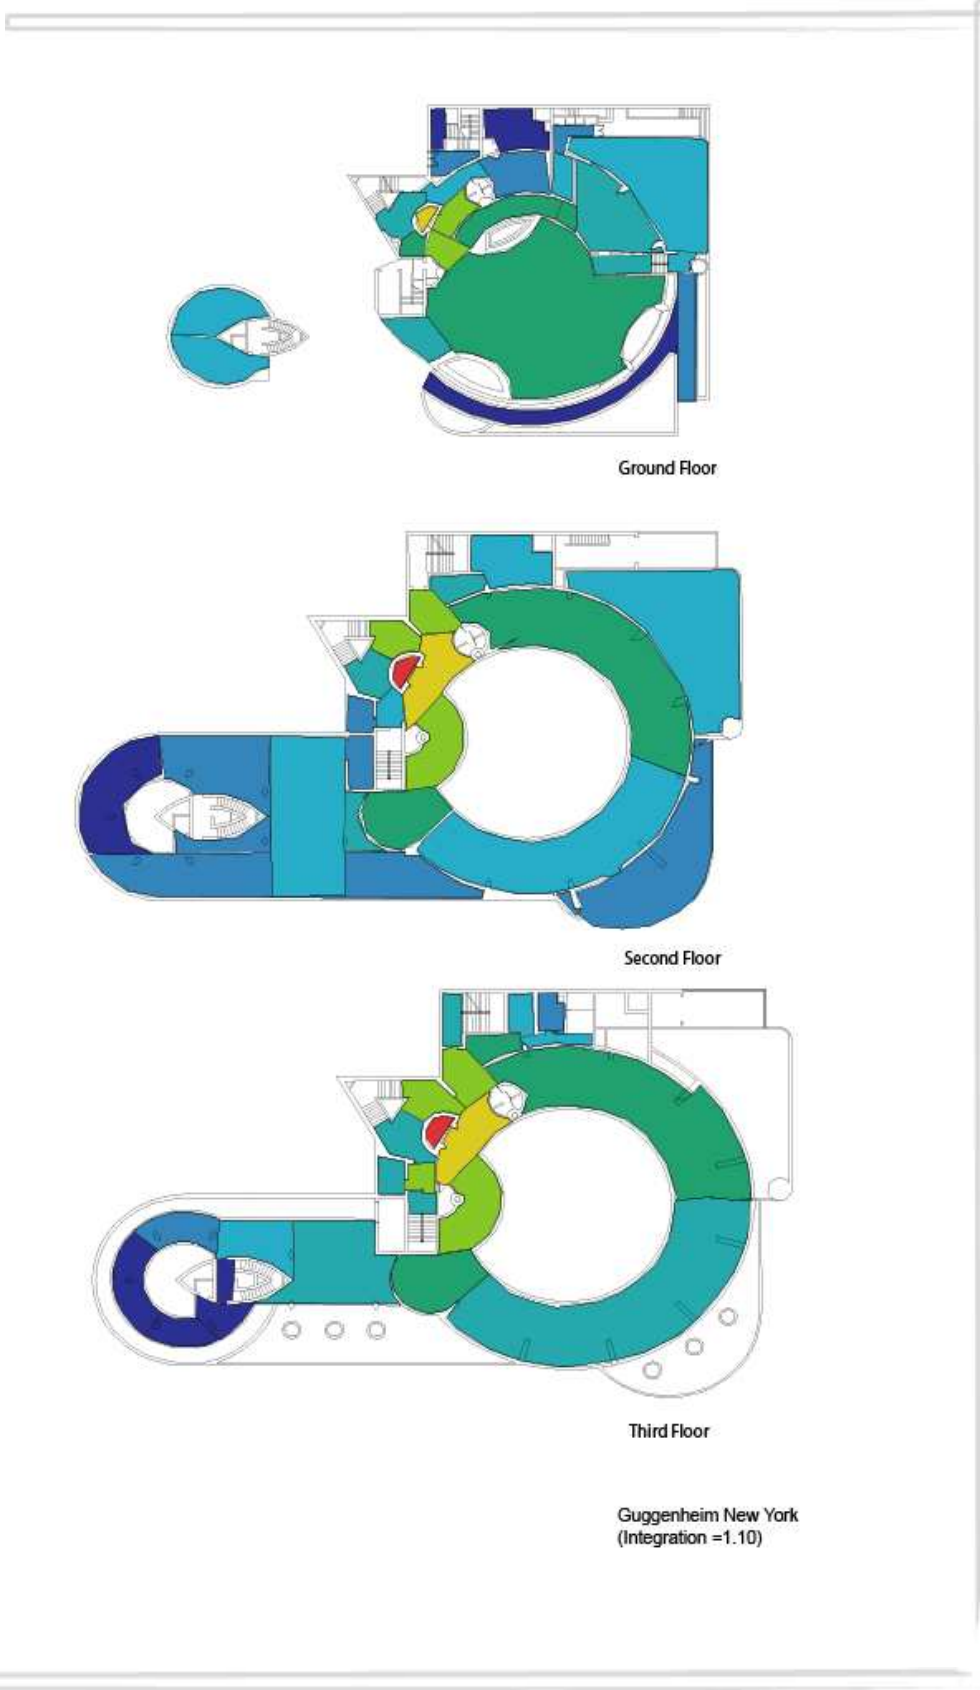 Ground Floor
Second Floor
Third Floor
Guggenheim New York
(Integration =1.10)